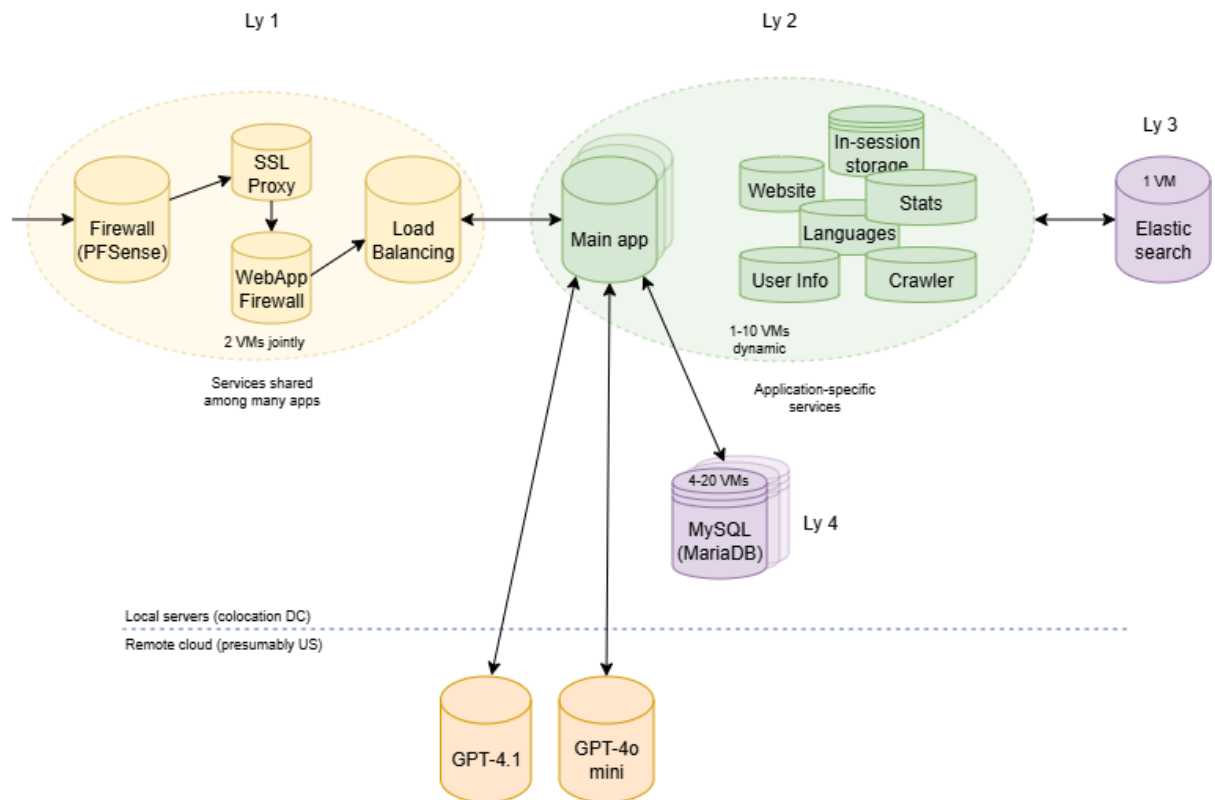 Ly 1
Ly 2
Ly 3
Firewall
(PFSense)
SSL
Proxy
WebApp
Firewall
Load
Balancing
2 VMs jointly
Services shared
among many apps
Main app
In-session
storage
Website
Stats
Languages
User Info
Crawler
1-10 VMs
dynamic
Application-specific
services
1 VM
Elastic
search
4-20 VMs
MySQL
(MariaDB)
Ly 4
Local servers (colocation DC)
Remote cloud (presumably US)
GPT-4.1
GPT-4o
mini